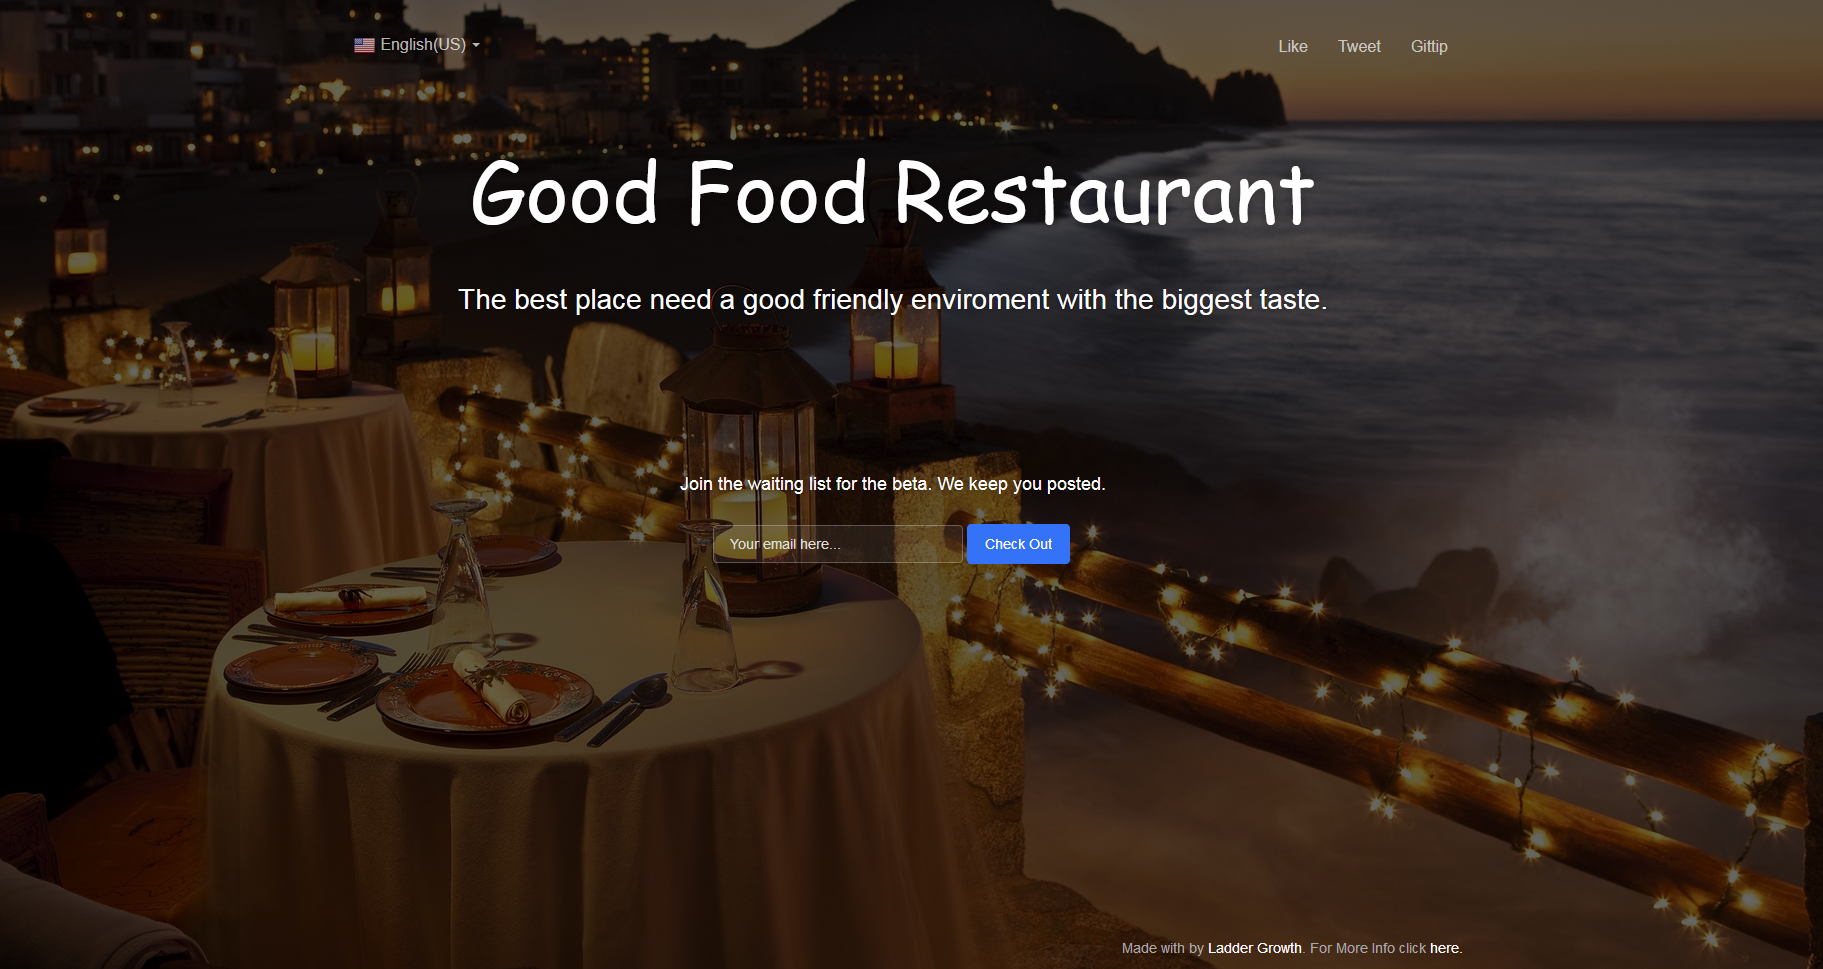 English(US)
Like Tweet Gittip
Good Food Restaurant
The best place need a good friendly enviroment with the biggest taste.
Join the waiting list for the beta. We keep you posted.
Your email here... Check Out
Made with by Ladder Growth. For More Info click here.